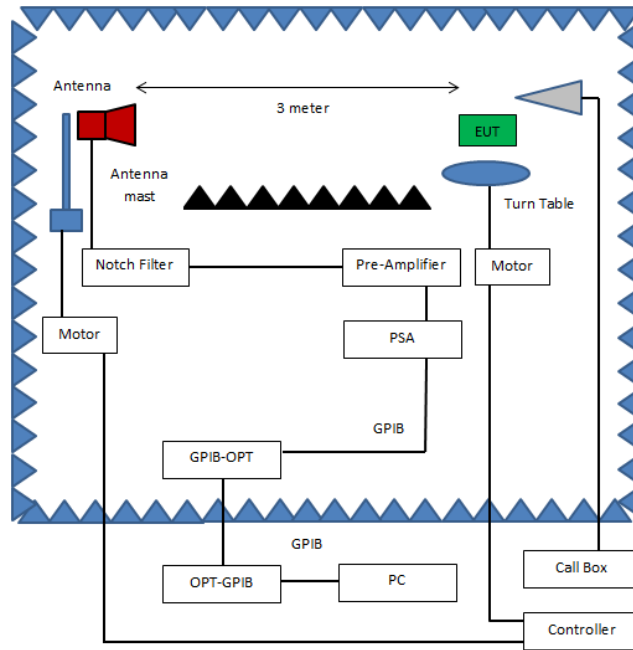 Antenna
3 meter
EUT
Antenna
mast
Turn Table
Notch Filter
Pre-Amplifier
Motor
Motor
PSA
GPIB
GPIB-OPT
GPIB
OPT-GPIB
PC
Call Box
Controller